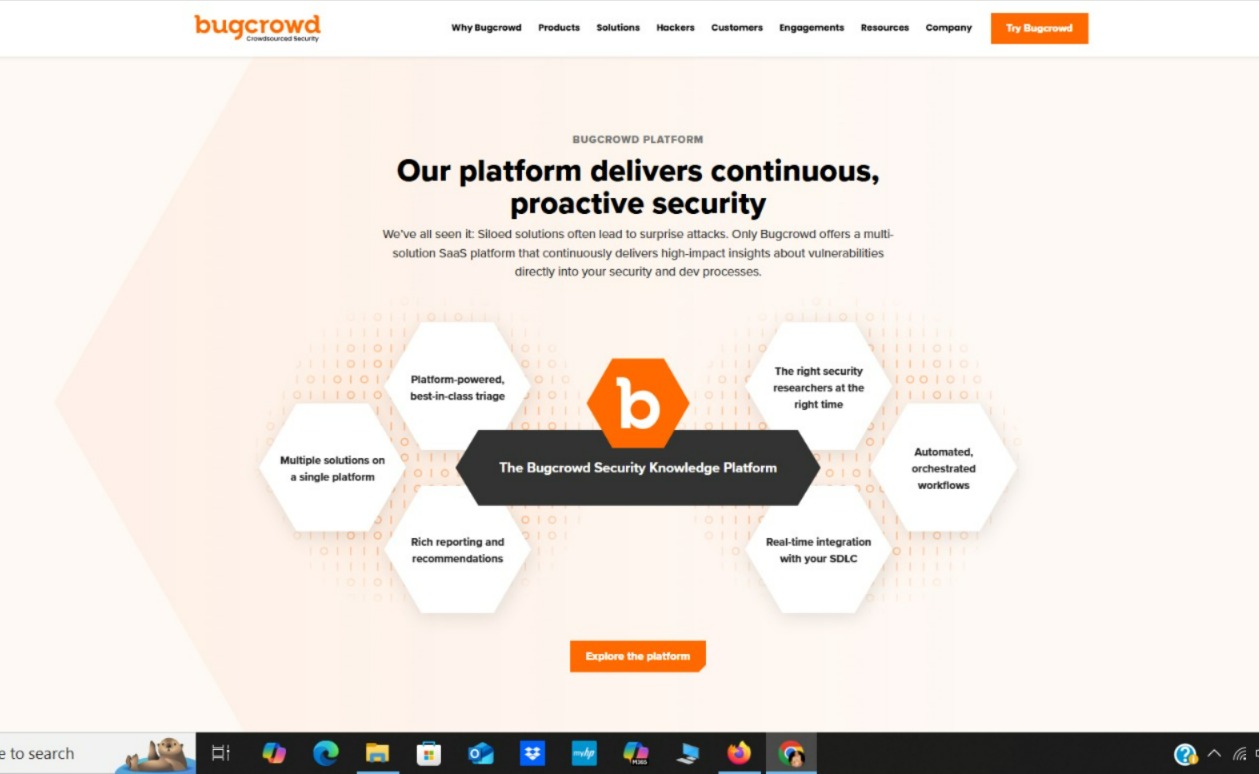 bugcrowd
Crowdsourced Security
Why Bugcrowd Products Solutions Hackers Customers Engagements Resources Company Try Bugcrowd
BUGCROWD PLATFORM
Our platform delivers continuous,
proactive security
We've all seen it: Siloed solutions often lead to surprise attacks. Only Bugcrowd offers a multi-
solution SaaS platform that continuously delivers high-impact insights about vulnerabilities
directly into your security and dev processes.
Platform-powered,
best-in-class triage
Multiple solutions on
a single platform
Rich reporting and
recommendations
b
The Bugcrowd Security Knowledge Platform
The right security
researchers at the
right time
Automated,
orchestrated
workflows
Real-time integration
with your SDLC
Explore the platform
e to search
myhp
M365